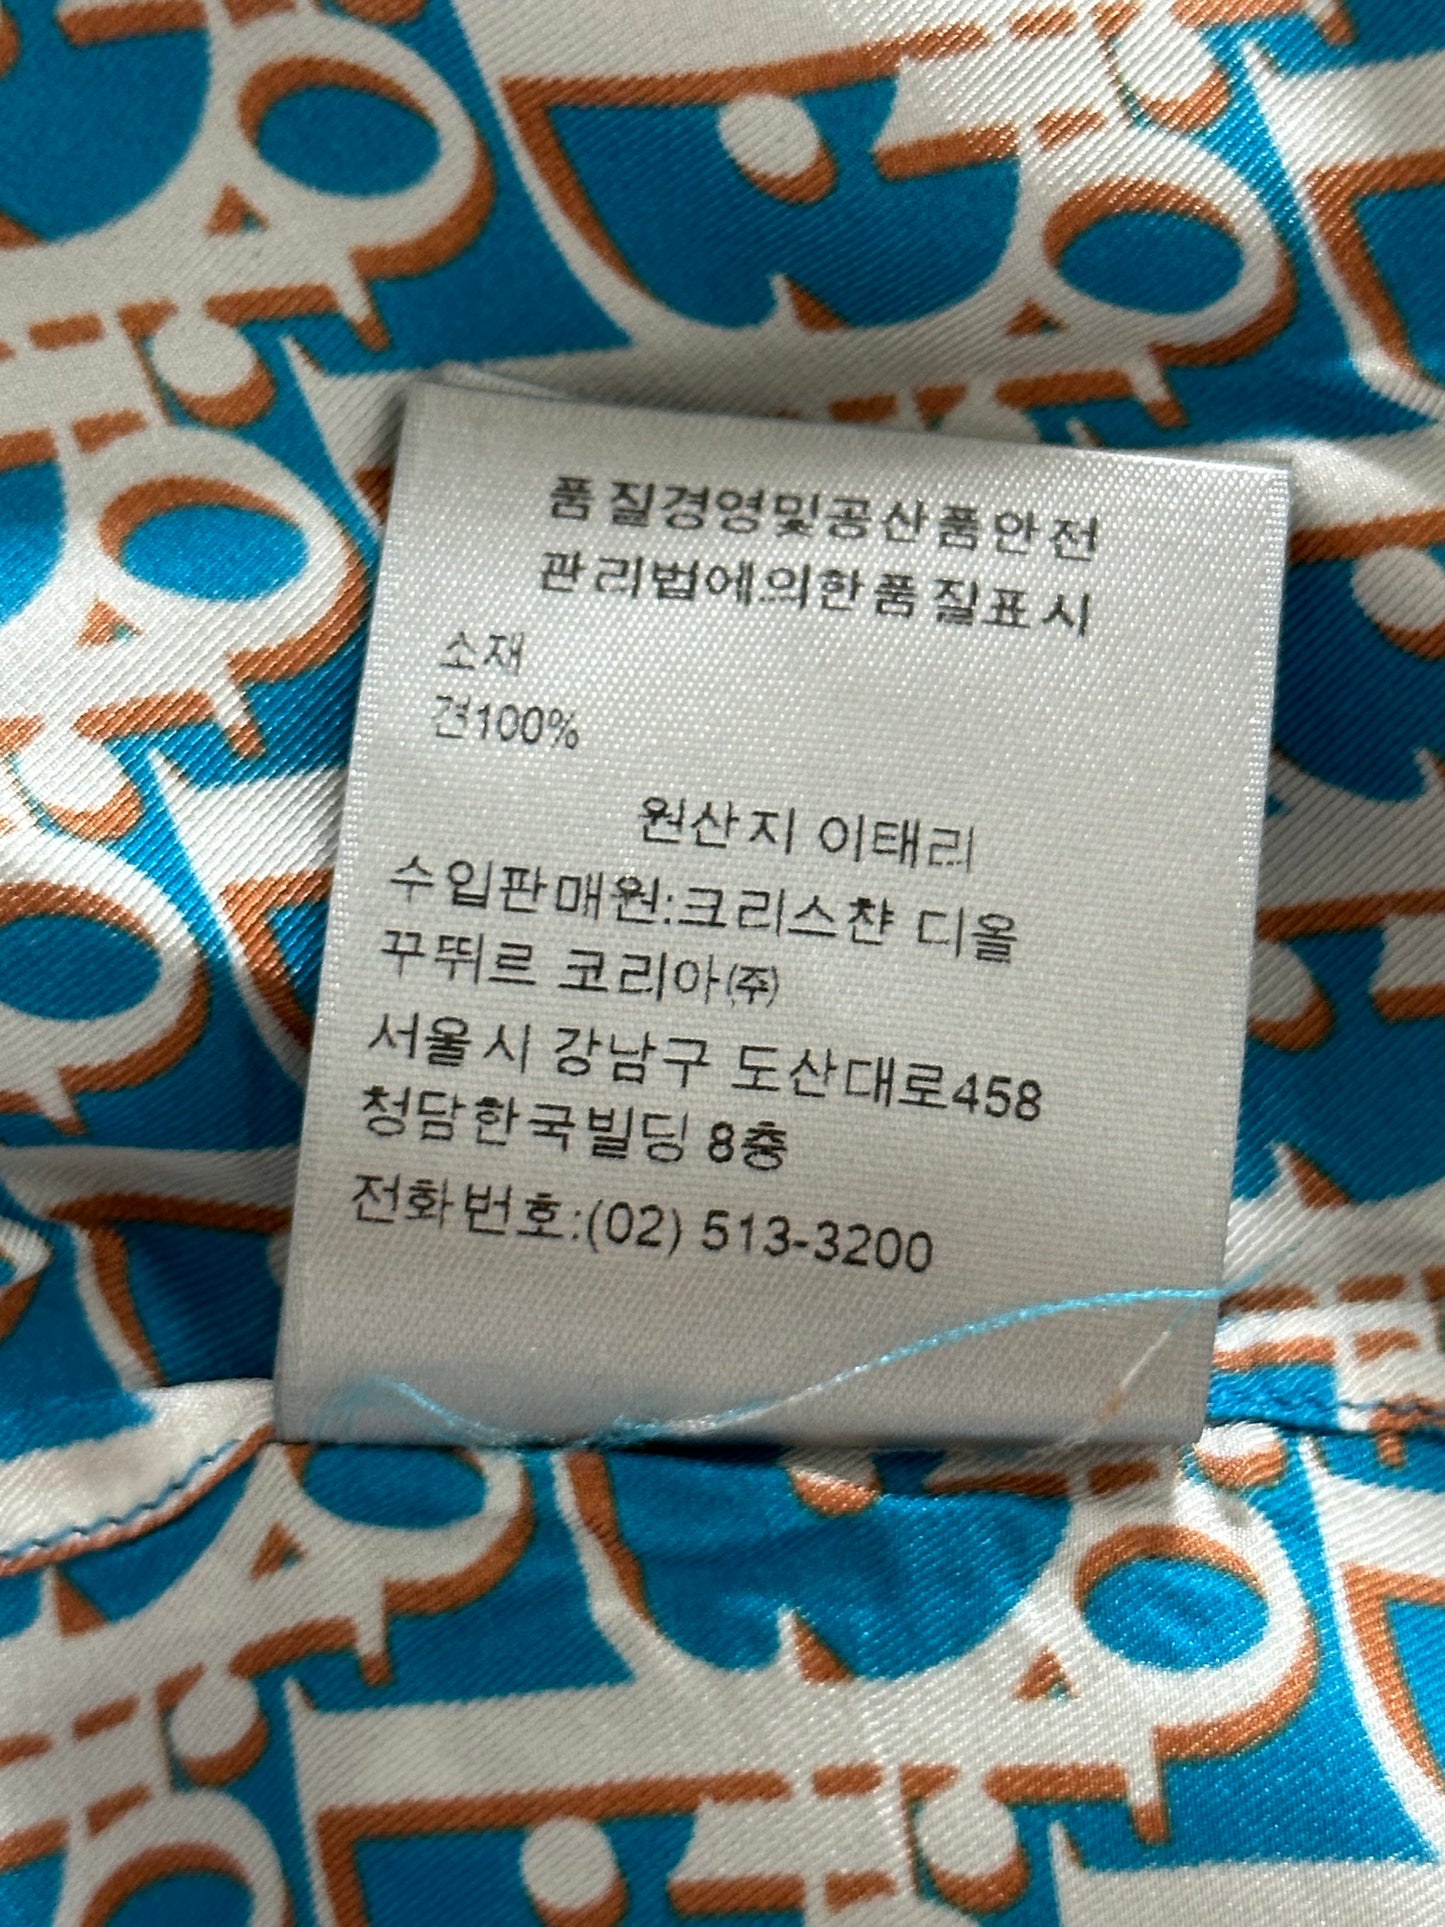 품질경영및공산품안전
관리법에의한품질표시
소재
견100%
원산지 이태리
수입판매원:크리스챤 디올
꾸뛰르 코리아(주)
서울시 강남구 도산대로458
청담한국빌딩 8층
전화번호:(02) 513-3200